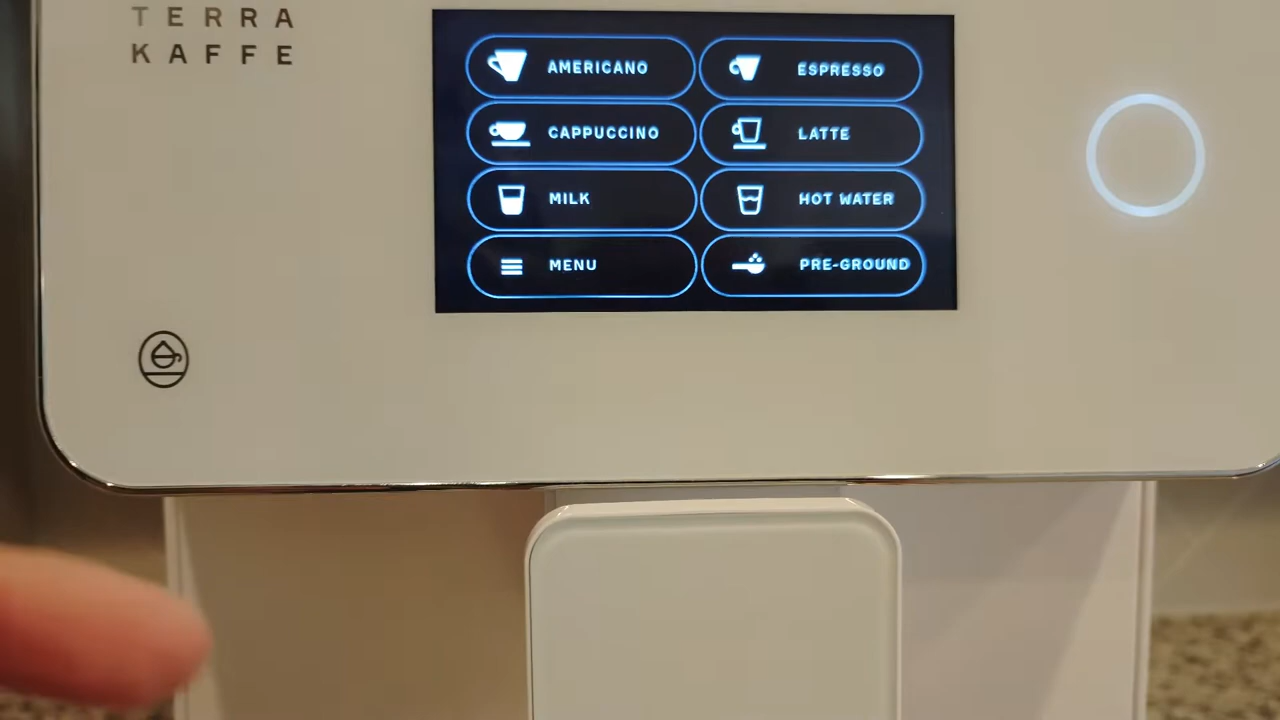 TERRA
KAFFE
AMERICANO
ESPRESSO
CAPPUCCINO
LATTE
MILK
HOT WATER
MENU
PRE-GROUND